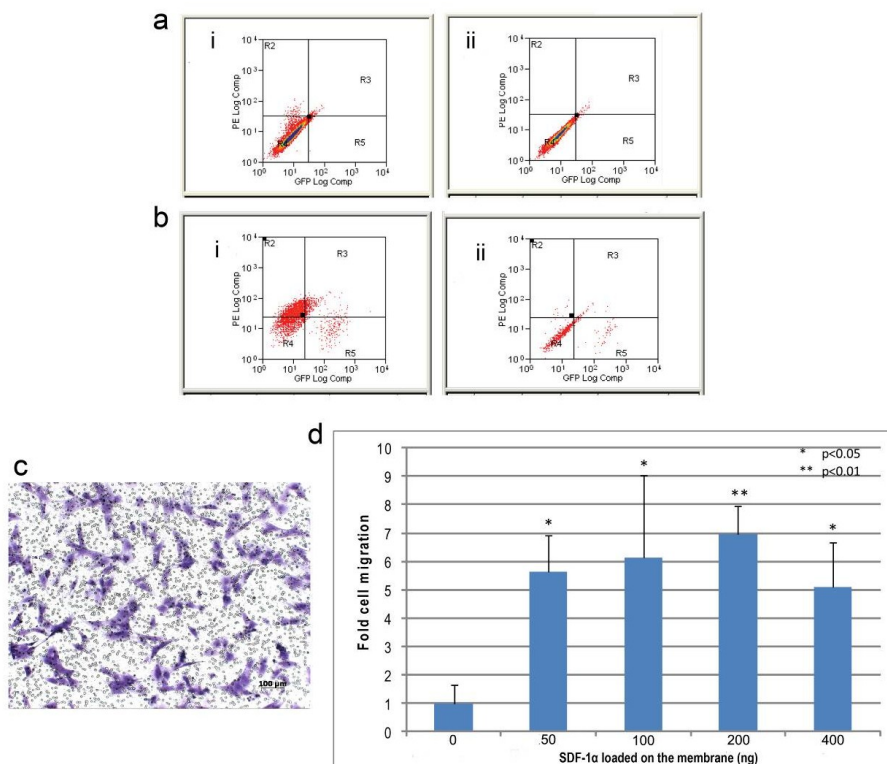 a
i
R2
R3
R4
R5
PE Log Comp
10⁴
10³
10²
10¹
10⁰
10⁰ 10¹ 10² 10³ 10⁴
GFP Log Comp
ii
R2
R3
R4
R5
PE Log Comp
10⁴
10³
10²
10¹
10⁰
10⁰ 10¹ 10² 10³ 10⁴
GFP Log Comp
b
i
R2
R3
R4
R5
PE Log Comp
10⁴
10³
10²
10¹
10⁰
10⁰ 10¹ 10² 10³ 10⁴
GFP Log Comp
ii
R2
R3
R4
R5
PE Log Comp
10⁴
10³
10²
10¹
10⁰
10⁰ 10¹ 10² 10³ 10⁴
GFP Log Comp
c
100 µm
d
* p<0.05
** p<0.01
Fold cell migration
10
9
8
7
6
5
4
3
2
1
0
*
*
**
*
0 50 100 200 400
SDF-1α loaded on the membrane (ng)